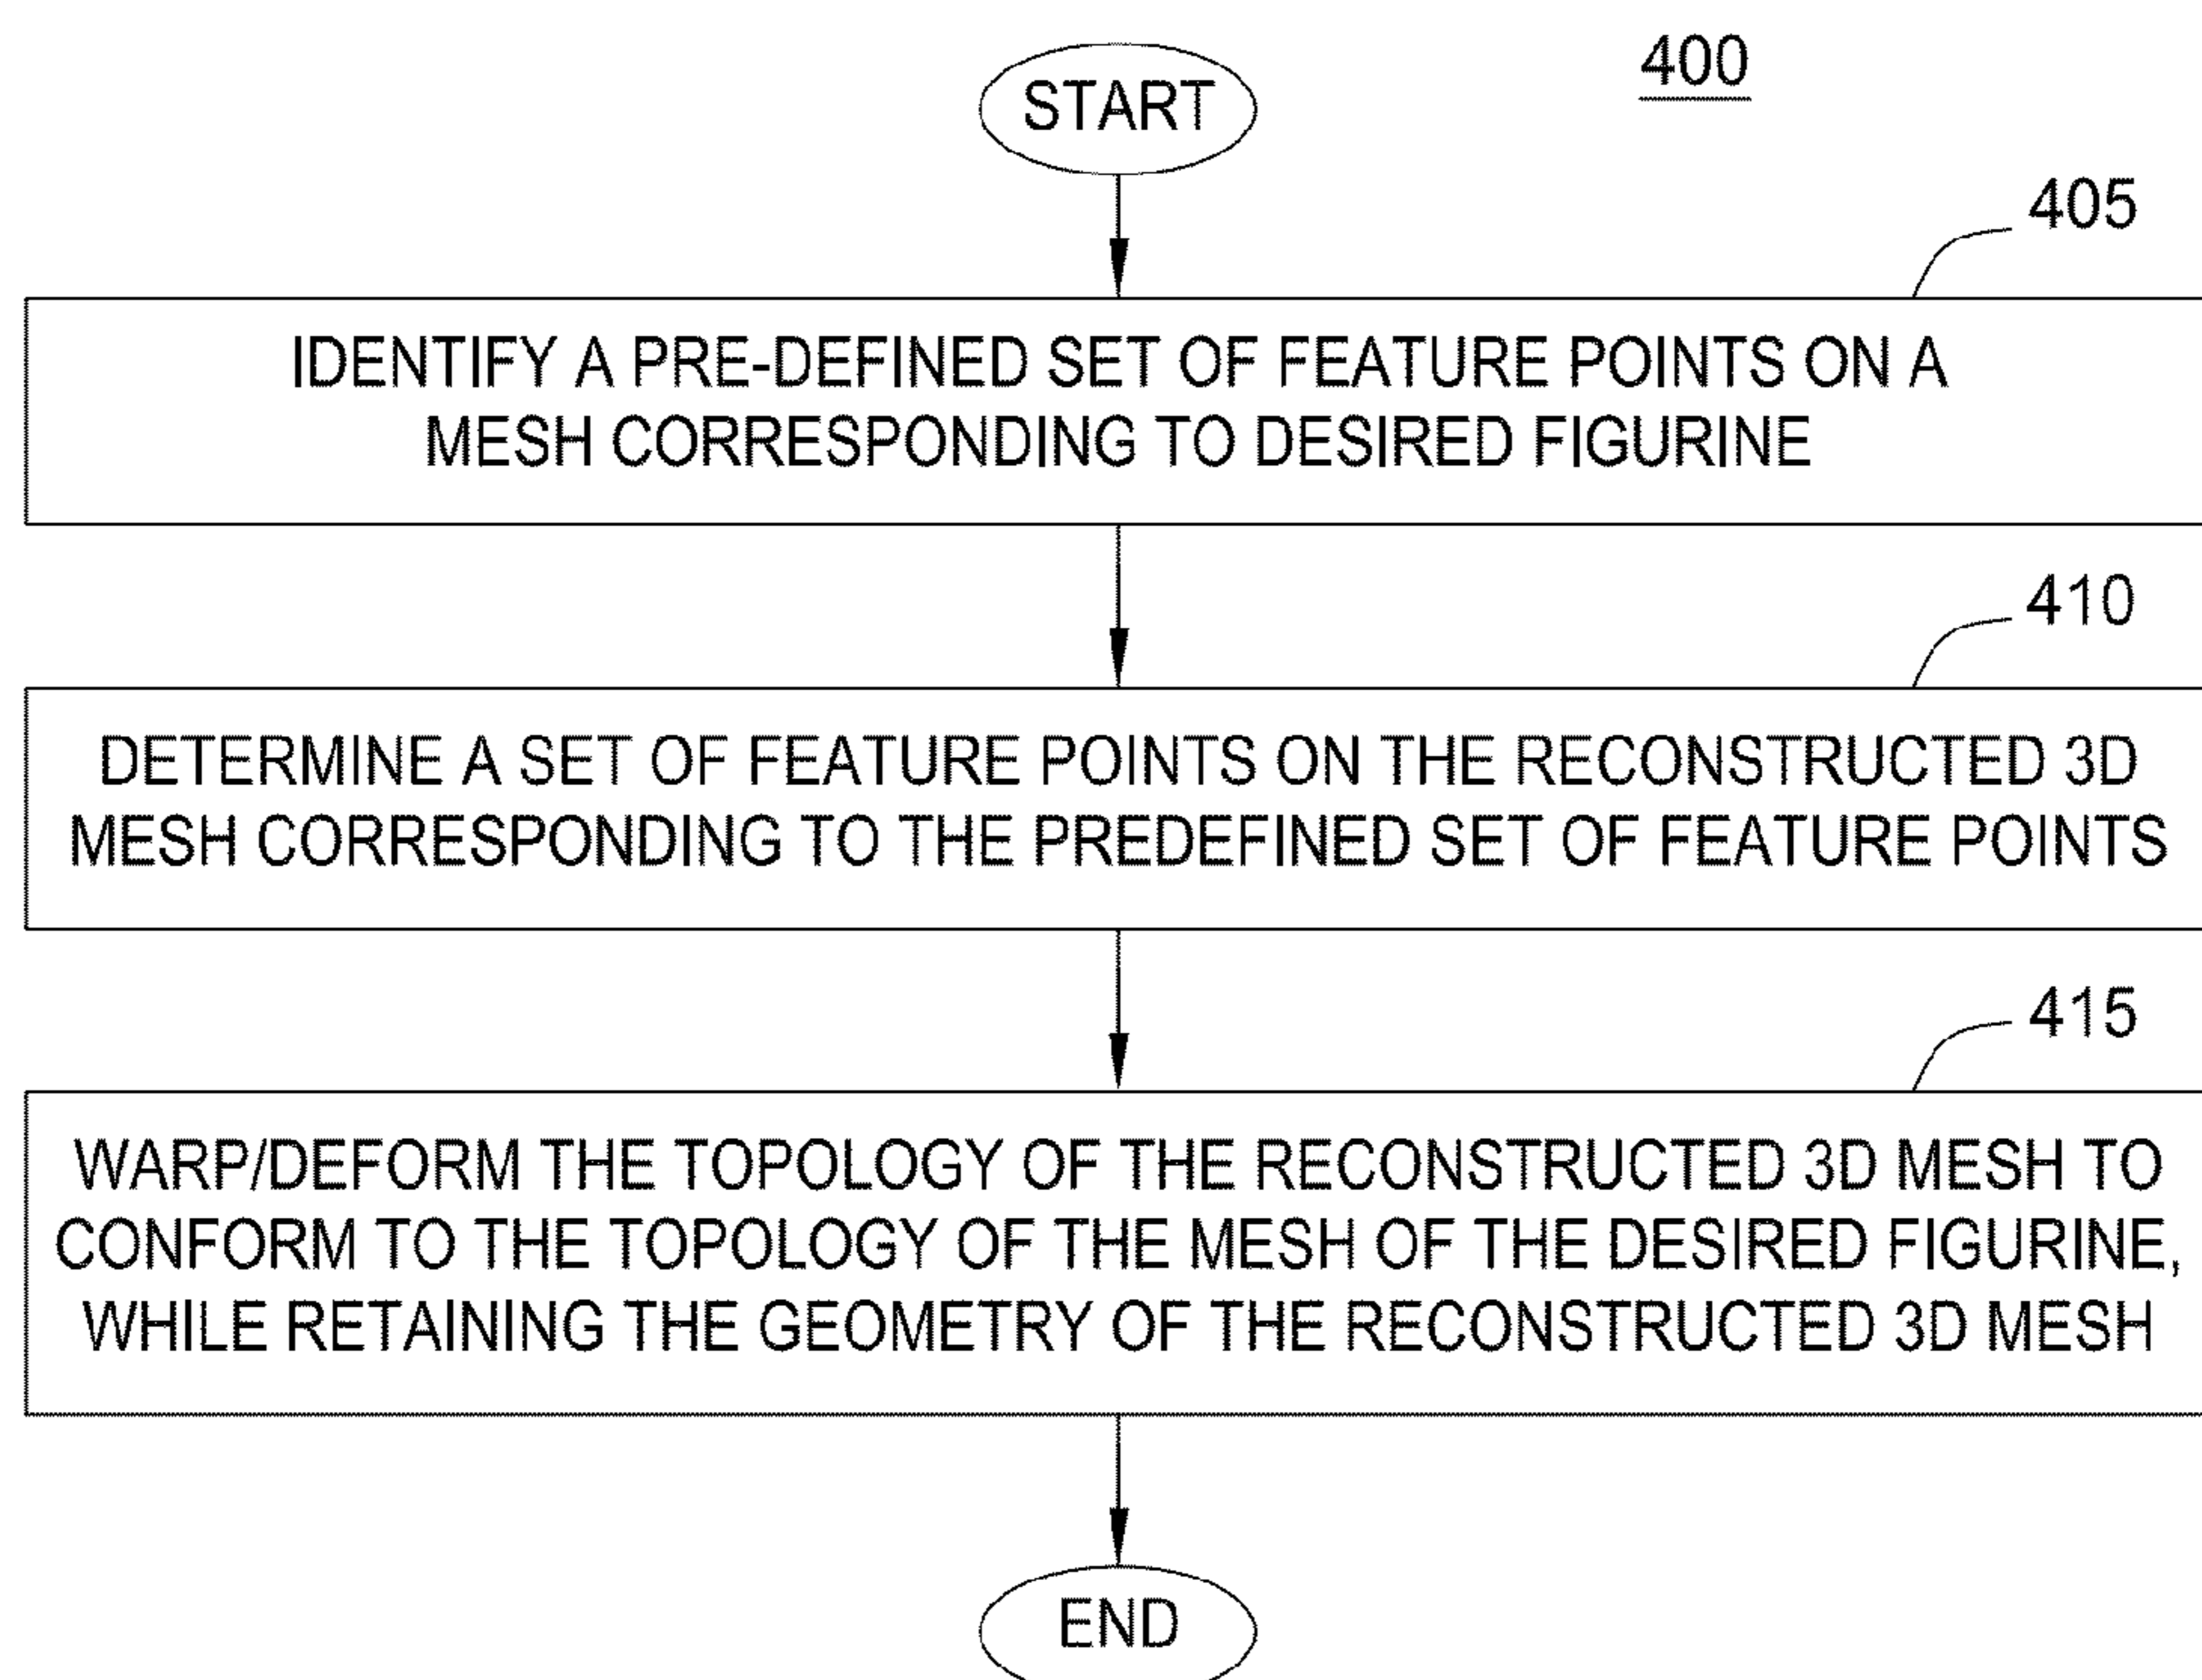 START
400
405
IDENTIFY A PRE-DEFINED SET OF FEATURE POINTS ON A
MESH CORRESPONDING TO DESIRED FIGURINE
410
DETERMINE A SET OF FEATURE POINTS ON THE RECONSTRUCTED 3D
MESH CORRESPONDING TO THE PREDEFINED SET OF FEATURE POINTS
415
WARP/DEFORM THE TOPOLOGY OF THE RECONSTRUCTED 3D MESH TO
CONFORM TO THE TOPOLOGY OF THE MESH OF THE DESIRED FIGURINE,
WHILE RETAINING THE GEOMETRY OF THE RECONSTRUCTED 3D MESH
END